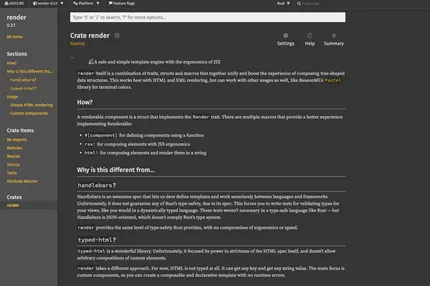 DOCS.RS
render-0.3.1
Platform
Feature flags
Rust
Find crate
render
0.3.1
All Items
Sections
How?
Why is this different from...
handlebars?
typed-html?
Usage
Simple HTML rendering
Custom components
Crate Items
Re-exports
Modules
Macros
Structs
Traits
Attribute Macros
Crates
render
Type 'S' or '/' to search, '?' for more options...
Crate render
Source
Settings
Help
Summary
A safe and simple template engine with the ergonomics of JSX
render itself is a combination of traits, structs and macros that together unify and boost the experience of composing tree-shaped
data structures. This works best with HTML and XML rendering, but can work with other usages as well, like ReasonML's Pastel
library for terminal colors.
How?
A renderable component is a struct that implements the Render trait. There are multiple macros that provide a better experience
implementing Renderable:
• #[component] for defining components using a function
• rsx! for composing elements with JSX ergonomics
• html! for composing elements and render them to a string
Why is this different from...
handlebars?
Handlebars is an awesome spec that lets us devs define templates and work seemlessly between languages and frameworks.
Unfortunately, it does not guarantee any of Rust's type-safety, due to its spec. This forces you to write tests for validating types for
your views, like you would in a dynamically typed language. These tests weren't necessary in a type-safe language like Rust — but
Handlebars is JSON-oriented, which doesn't comply Rust's type system.
render provides the same level of type-safety Rust provides, with no compromises of ergonomics or speed.
typed-html?
typed-html is a wonderful library. Unfortunately, it focused its power in strictness of the HTML spec itself, and doesn't allow
arbitrary compositions of custom elements.
render takes a different approach. For now, HTML is not typed at all. It can get any key and get any string value. The main focus is
custom components, so you can create a composable and declarative template with no runtime errors.